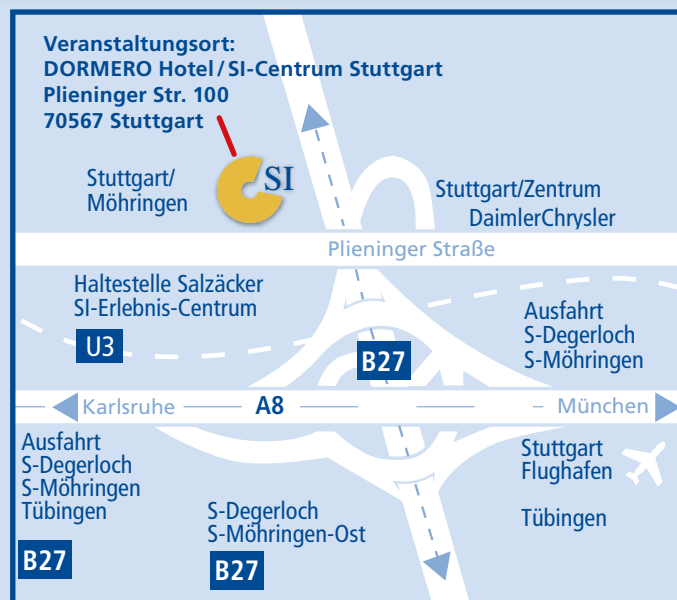 Veranstaltungsort:
DORMERO Hotel/SI-Centrum Stuttgart
Plieninger Str. 100
70567 Stuttgart
SI
Stuttgart/
Möhringen
Stuttgart/Zentrum
DaimlerChrysler
Plieninger Straße
Haltestelle Salzäcker
SI-Erlebnis-Centrum
U3
Ausfahrt
S-Degerloch
S-Möhringen
B27
Karlsruhe
A8
München
Ausfahrt
S-Degerloch
S-Möhringen
Tübingen
B27
S-Degerloch
S-Möhringen-Ost
B27
Stuttgart
Flughafen
Tübingen